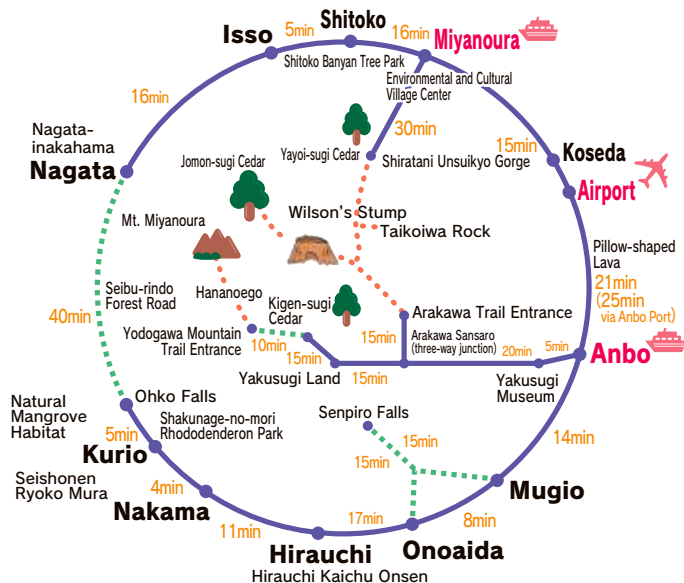 Shitoko
5min
16min
Isso
Miyanoura
Shitoko Banyan Tree Park
Environmental and Cultural
Village Center
16min
30min
Nagata-
inakahama
Nagata
Yayoi-sugi Cedar
Shiratani Unsuikyo Gorge
15min
Koseda
Airport
Jomon-sugi Cedar
Wilson's Stump
Taikoiwa Rock
Mt. Miyanoura
Pillow-shaped
Lava
21min
(25min
via Anbo Port)
Seibu-rindo
Forest Road
40min
Hananoego
Kigen-sugi
Cedar
Arakawa Trail Entrance
Yodogawa Mountain
Trail Entrance
10min
15min
15min
Arakawa Sansaro
(three-way junction)
20min
5min
Anbo
Yakusugi Land
15min
Yakusugi
Museum
Ohko Falls
Natural
Mangrove
Habitat
5min
Shakunage-no-mori
Rhododenderon Park
Senpiro Falls
14min
Kurio
15min
15min
Seishonen
Ryoko Mura
4min
Nakama
Mugio
11min
17min
8min
Hirauchi
Onoaida
Hirauchi Kaichu Onsen